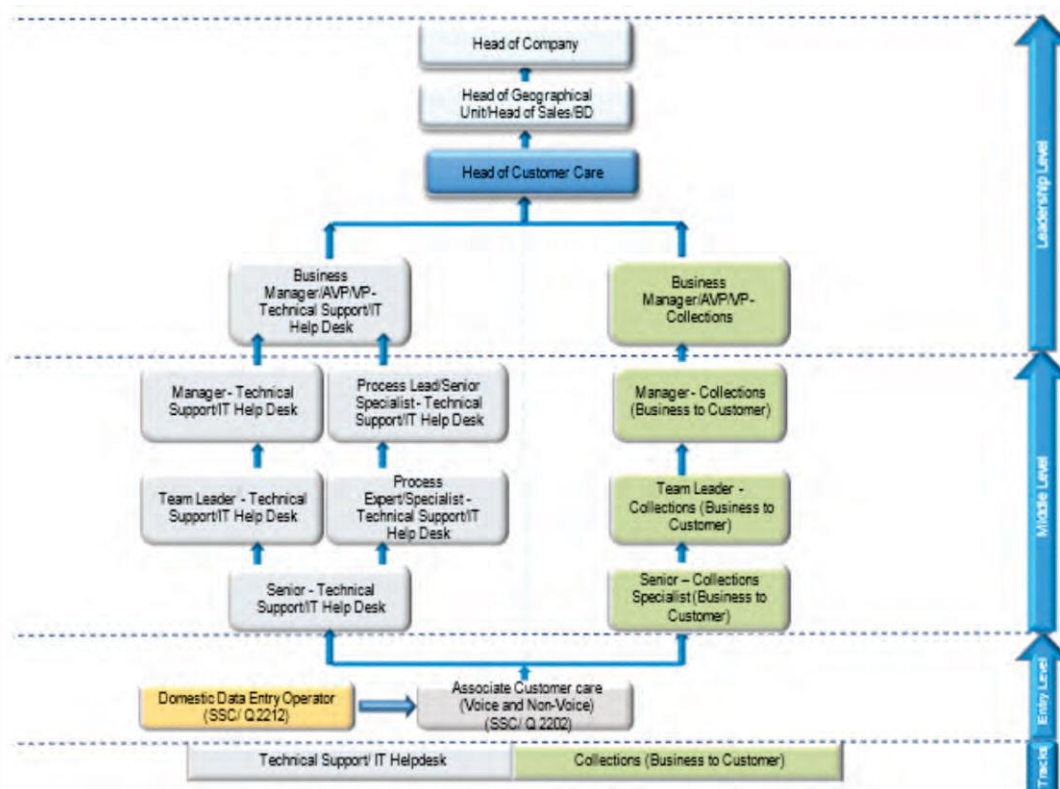 Head of Company
Head of Geographical
Unit/Head of Sales/BD
Head of Customer Care
Leadership Level
Business
Manager/AVP/VP-
Technical Support/IT
Help Desk
Business
Manager/AVP/VP-
Collections
Manager- Technical
Support/IT Help Desk
Process Lead/Senior
Specialist- Technical
Support/IT Help Desk
Manager- Collections
(Business to Customer)
Middle Level
Team Leader - Technical
Support/IT Help Desk
Process
Expert/Specialist -
Technical Support/IT
Help Desk
Team Leader -
Collections (Business to
Customer)
Senior - Technical
Support/IT Help Desk
Senior – Collections
Specialist (Business to
Customer)
Domestic Data Entry Operator
(SSC/ Q 2212)
Associate Customer care
(Voice and Non-Voice)
(SSC/ Q 2202)
Entry Level
Technical Support/ IT Helpdesk
Collections (Business to Customer)
Tracks